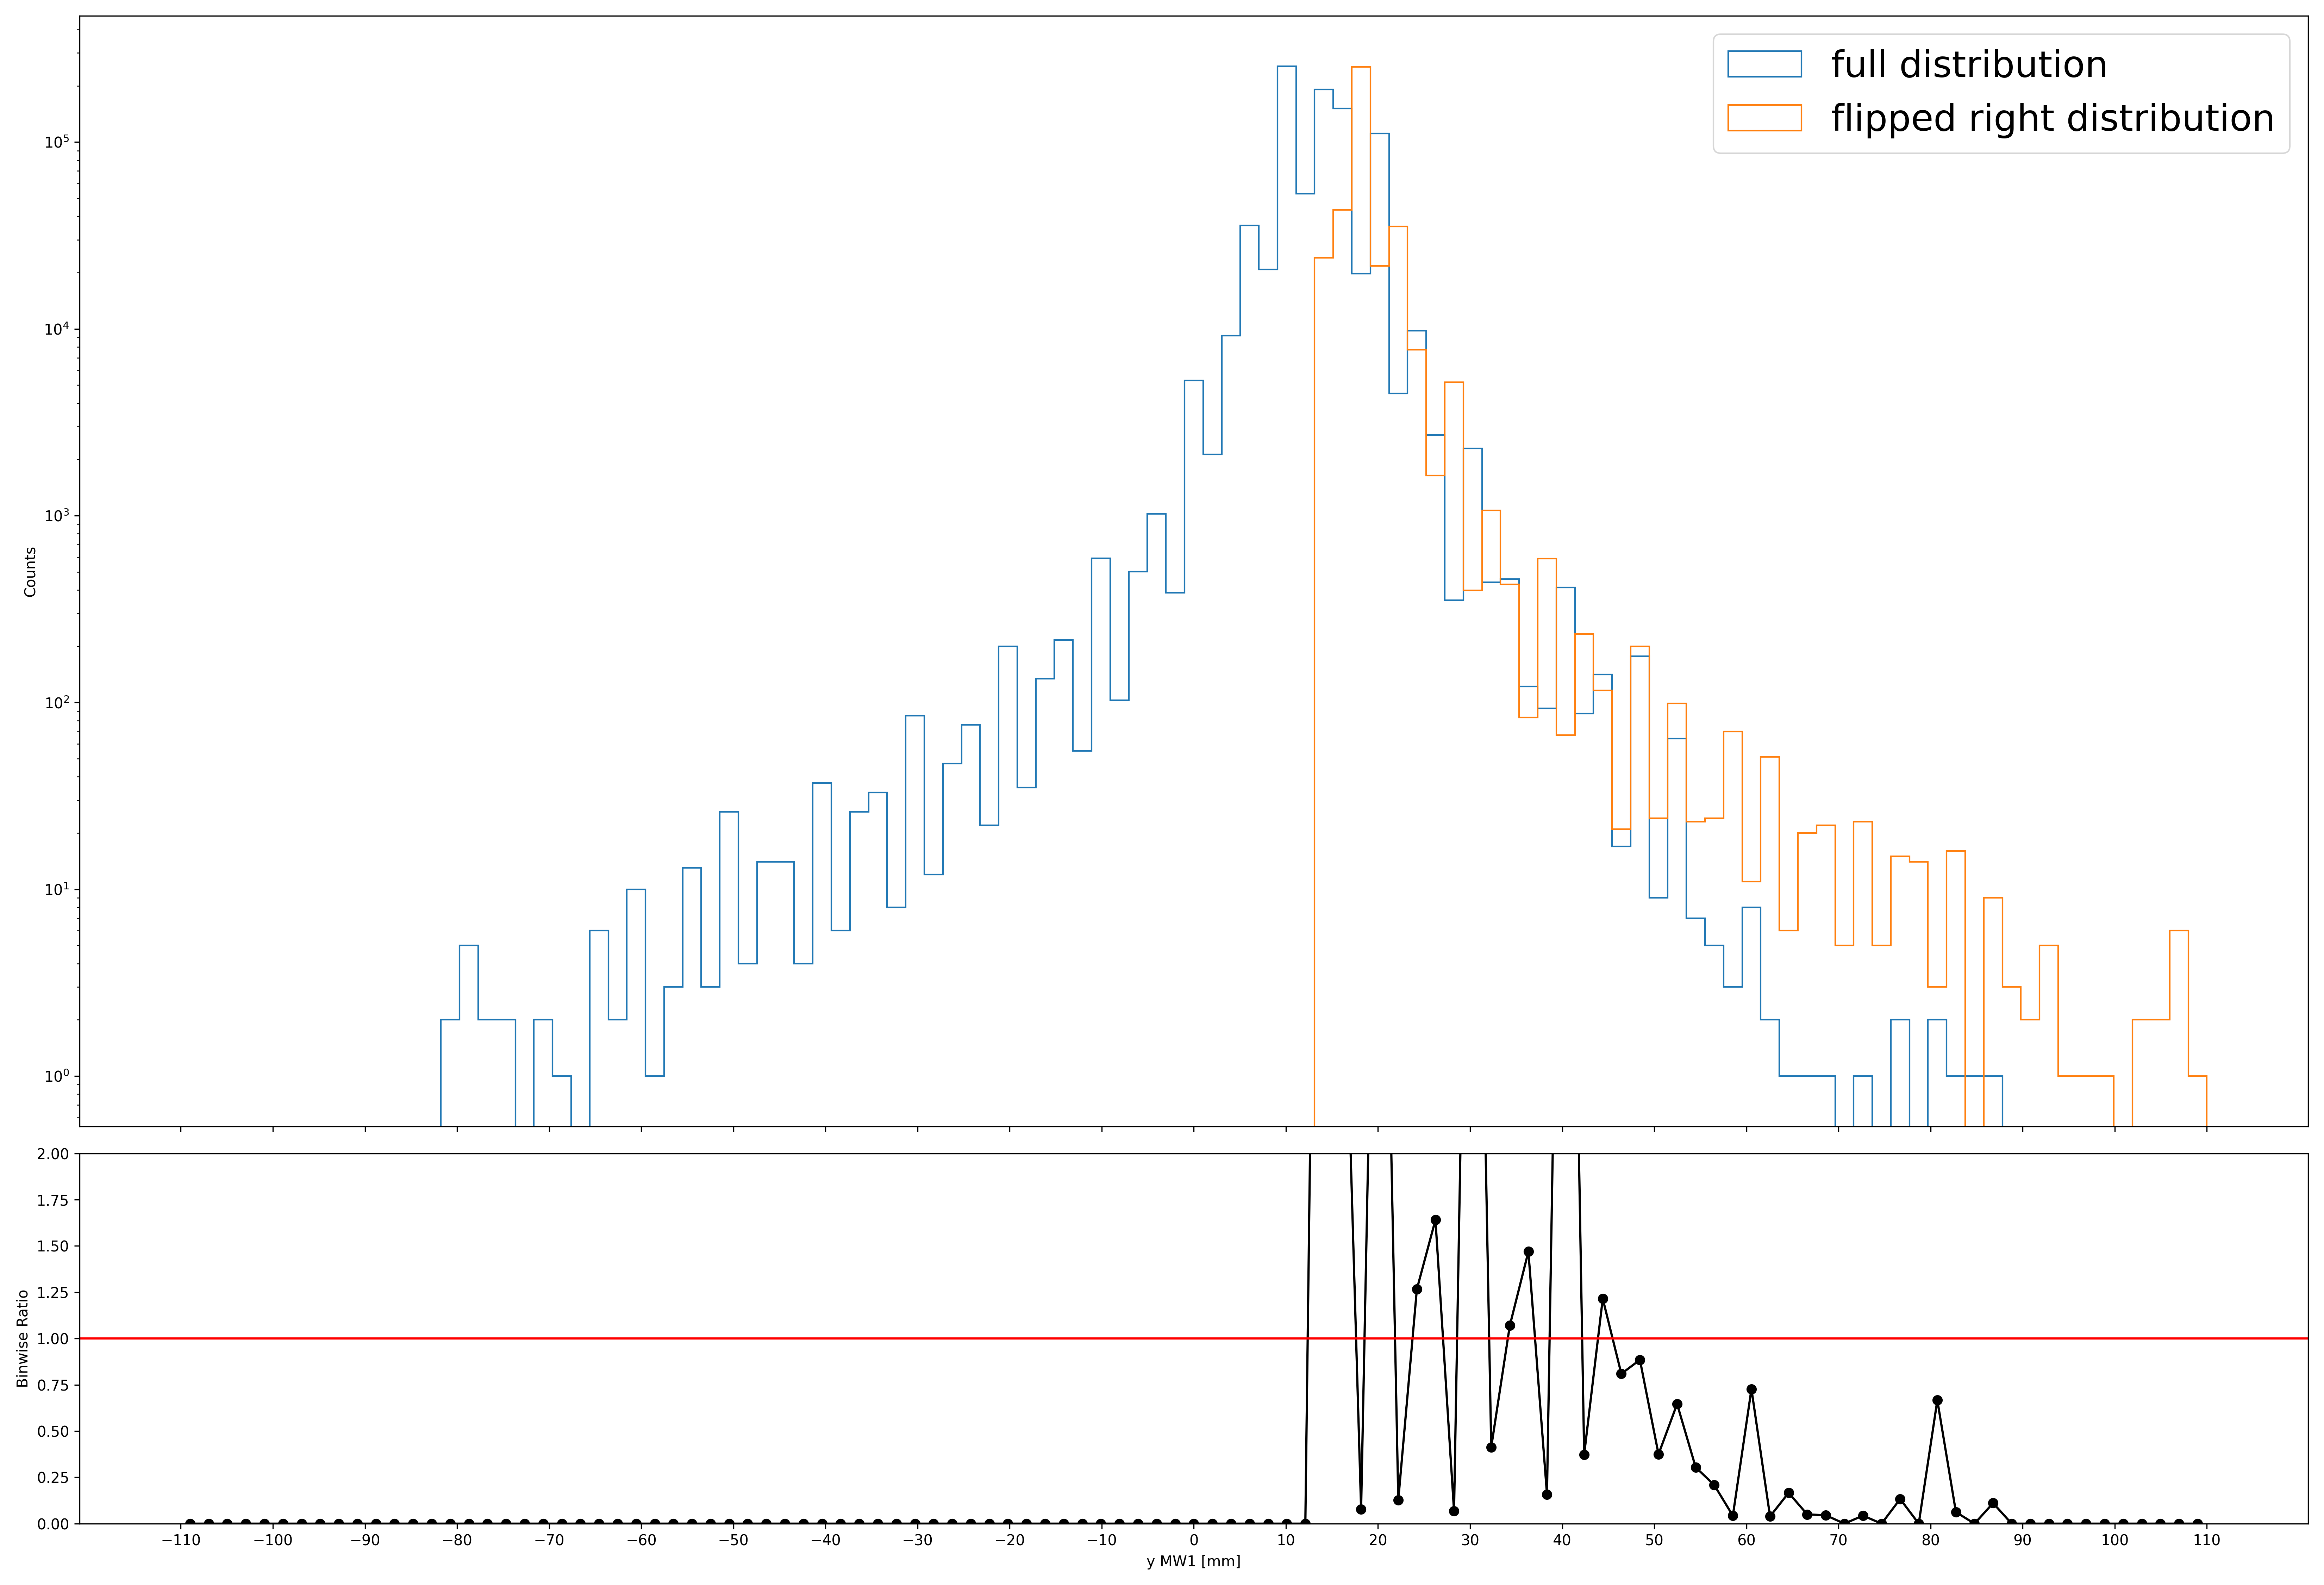 full distribution
flipped right distribution
10⁵
10⁴
10³
10²
10¹
10⁰
Counts
2.00
1.75
1.50
1.25
1.00
0.75
0.50
0.25
0.00
Binwise Ratio
−110 −100 −90 −80 −70 −60 −50 −40 −30 −20 −10 0 10 20 30 40 50 60 70 80 90 100 110
y MW1 [mm]